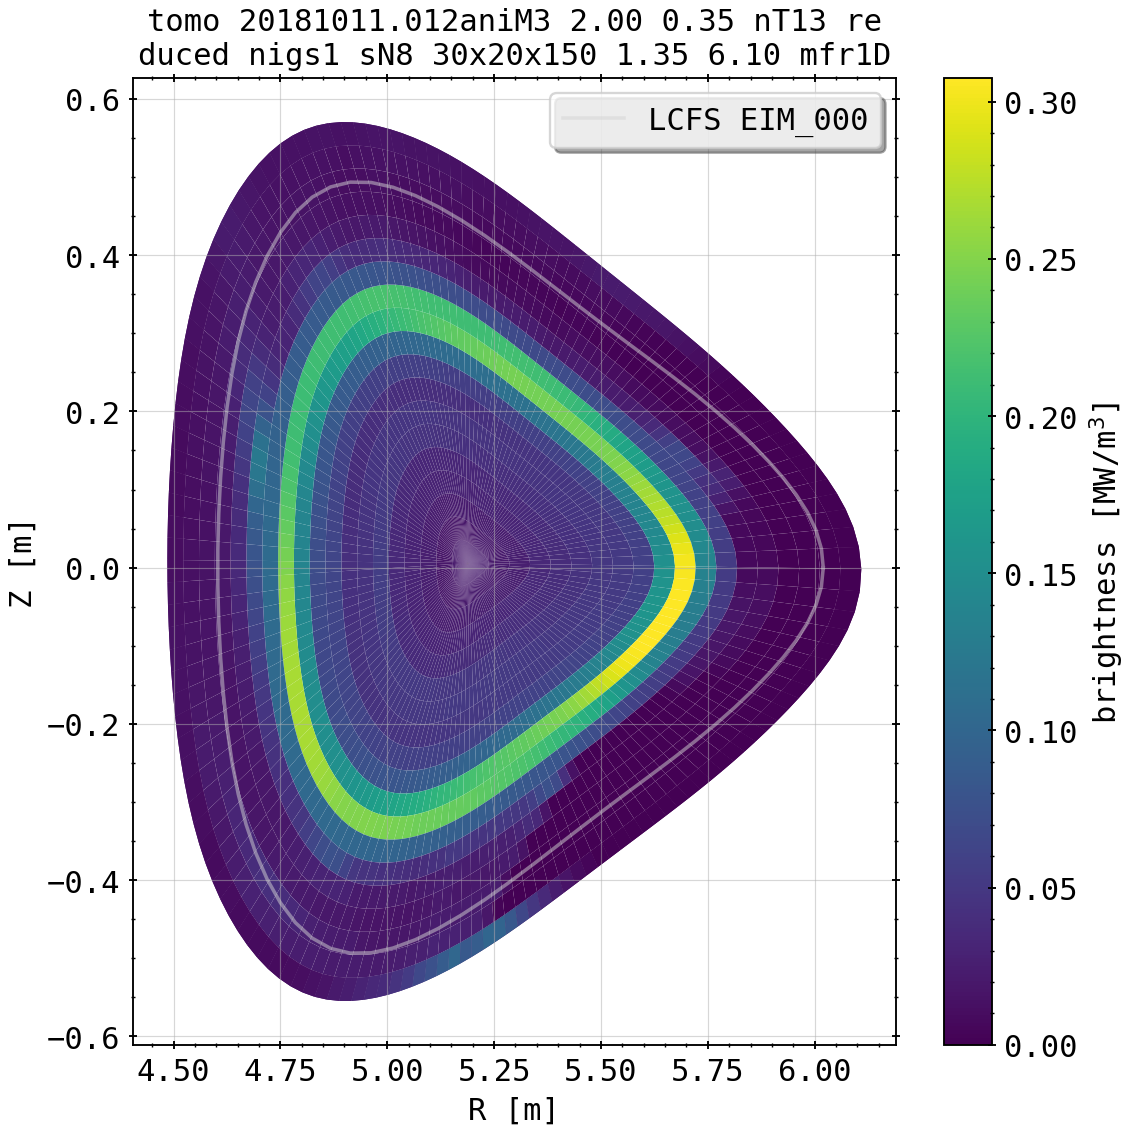 tomo 20181011.012aniM3 2.00 0.35 nT13 re
duced nigs1 sN8 30x20x150 1.35 6.10 mfr1D
LCFS EIM_000
0.6
0.4
0.2
0.0
−0.2
−0.4
−0.6
Z [m]
4.50 4.75 5.00 5.25 5.50 5.75 6.00
R [m]
0.30
0.25
0.20
0.15
0.10
0.05
0.00
brightness [MW/m³]